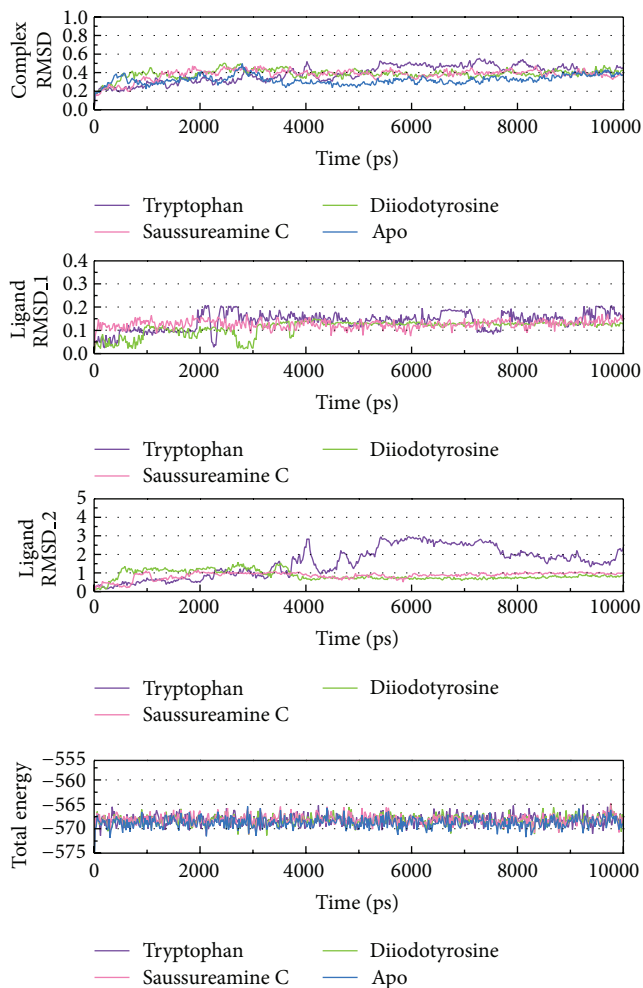 Complex
RMSD
1.0
0.8
0.6
0.4
0.2
0.0
0 2000 4000 6000 8000 10000
Time (ps)
Tryptophan Diiodotyrosine
Saussureamine C Apo
Ligand
RMSD_1
0.4
0.3
0.2
0.1
0.0
0 2000 4000 6000 8000 10000
Time (ps)
Tryptophan Diiodotyrosine
Saussureamine C
Ligand
RMSD_2
5
4
3
2
1
0
0 2000 4000 6000 8000 10000
Time (ps)
Tryptophan Diiodotyrosine
Saussureamine C
Total energy
−555
−560
−565
−570
−575
0 2000 4000 6000 8000 10000
Time (ps)
Tryptophan Diiodotyrosine
Saussureamine C Apo